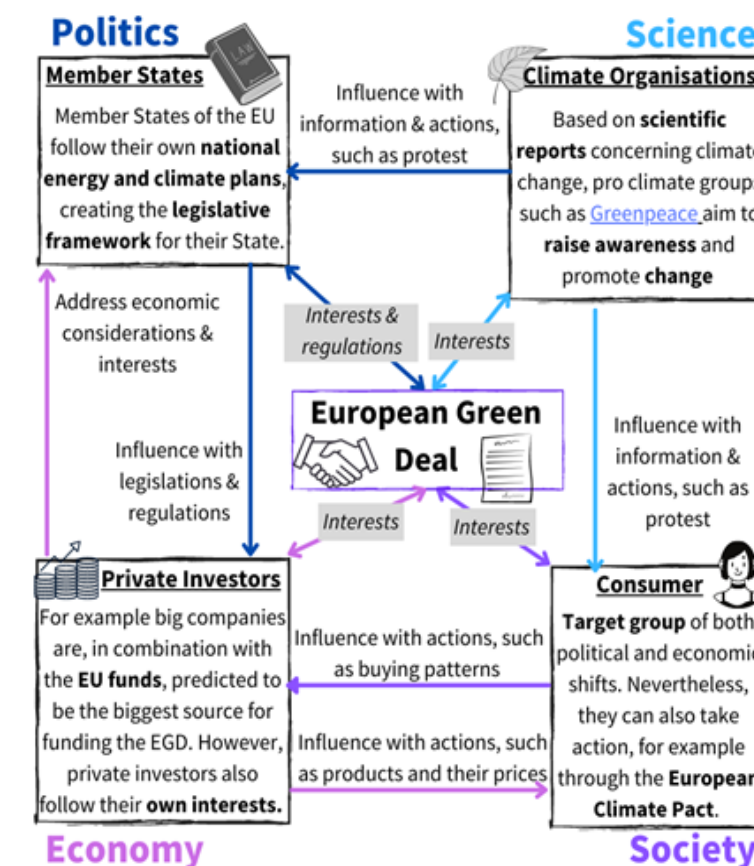 Politics
Science
LAW
Member States
Member States of the EU
follow their own national
energy and climate plans,
creating the legislative
framework for their State.
Influence with
information & actions,
such as protest
Climate Organisations
Based on scientific
reports concerning climate
change, pro climate groups
such as Greenpeace aim to
raise awareness and
promote change
Address economic
considerations &
interests
Interests &
regulations
Interests
European Green
Deal
Influence with
legislations &
regulations
Influence with
information &
actions, such as
protest
Interests
Interests
Private Investors
For example big companies
are, in combination with
the EU funds, predicted to
be the biggest source for
funding the EGD. However,
private investors also
follow their own interests.
Influence with actions, such
as buying patterns
Influence with actions, such
as products and their prices
Consumer
Target group of both
political and economic
shifts. Nevertheless,
they can also take
action, for example
through the European
Climate Pact.
Economy
Society